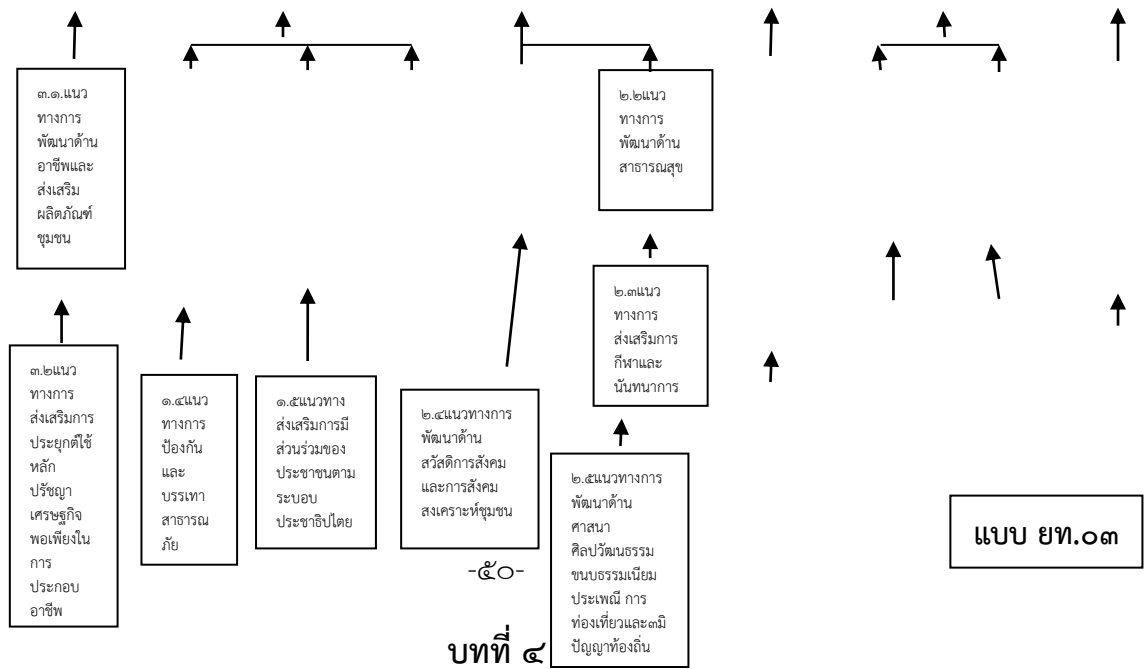 ๓.๑.แนว
ทางการ
พัฒนาด้าน
อาชีพและ
ส่งเสริม
ผลิตภัณฑ์
ชุมชน
๒.๒แนว
ทางการ
พัฒนาด้าน
สาธารณสุข
๒.๓แนว
ทางการ
ส่งเสริมการ
กีฬาและ
นันทนาการ
๓.๒แนว
ทางการ
ส่งเสริมการ
ประยุกต์ใช้
หลัก
ปรัชญา
เศรษฐกิจ
พอเพียงใน
การ
ประกอบ
อาชีพ
๑.๔แนว
ทางการ
ป้องกัน
และ
บรรเทา
สาธารณ
ภัย
๑.๕แนวทาง
ส่งเสริมการมี
ส่วนร่วมของ
ประชาชนตาม
ระบอบ
ประชาธิปไตย
๒.๔แนวทางการ
พัฒนาด้าน
สวัสดิการสังคม
และการสังคม
สงเคราะห์ชุมชน
๒.๕แนวทางการ
พัฒนาด้าน
ศาสนา
ศิลปวัฒนธรรม
ขนบธรรมเนียม
ประเพณี การ
ท่องเที่ยวและ๓มิ
ปัญญาท้องถิ่น
แบบ ยท.๐๓
-๕๐-
บทที่ ๔